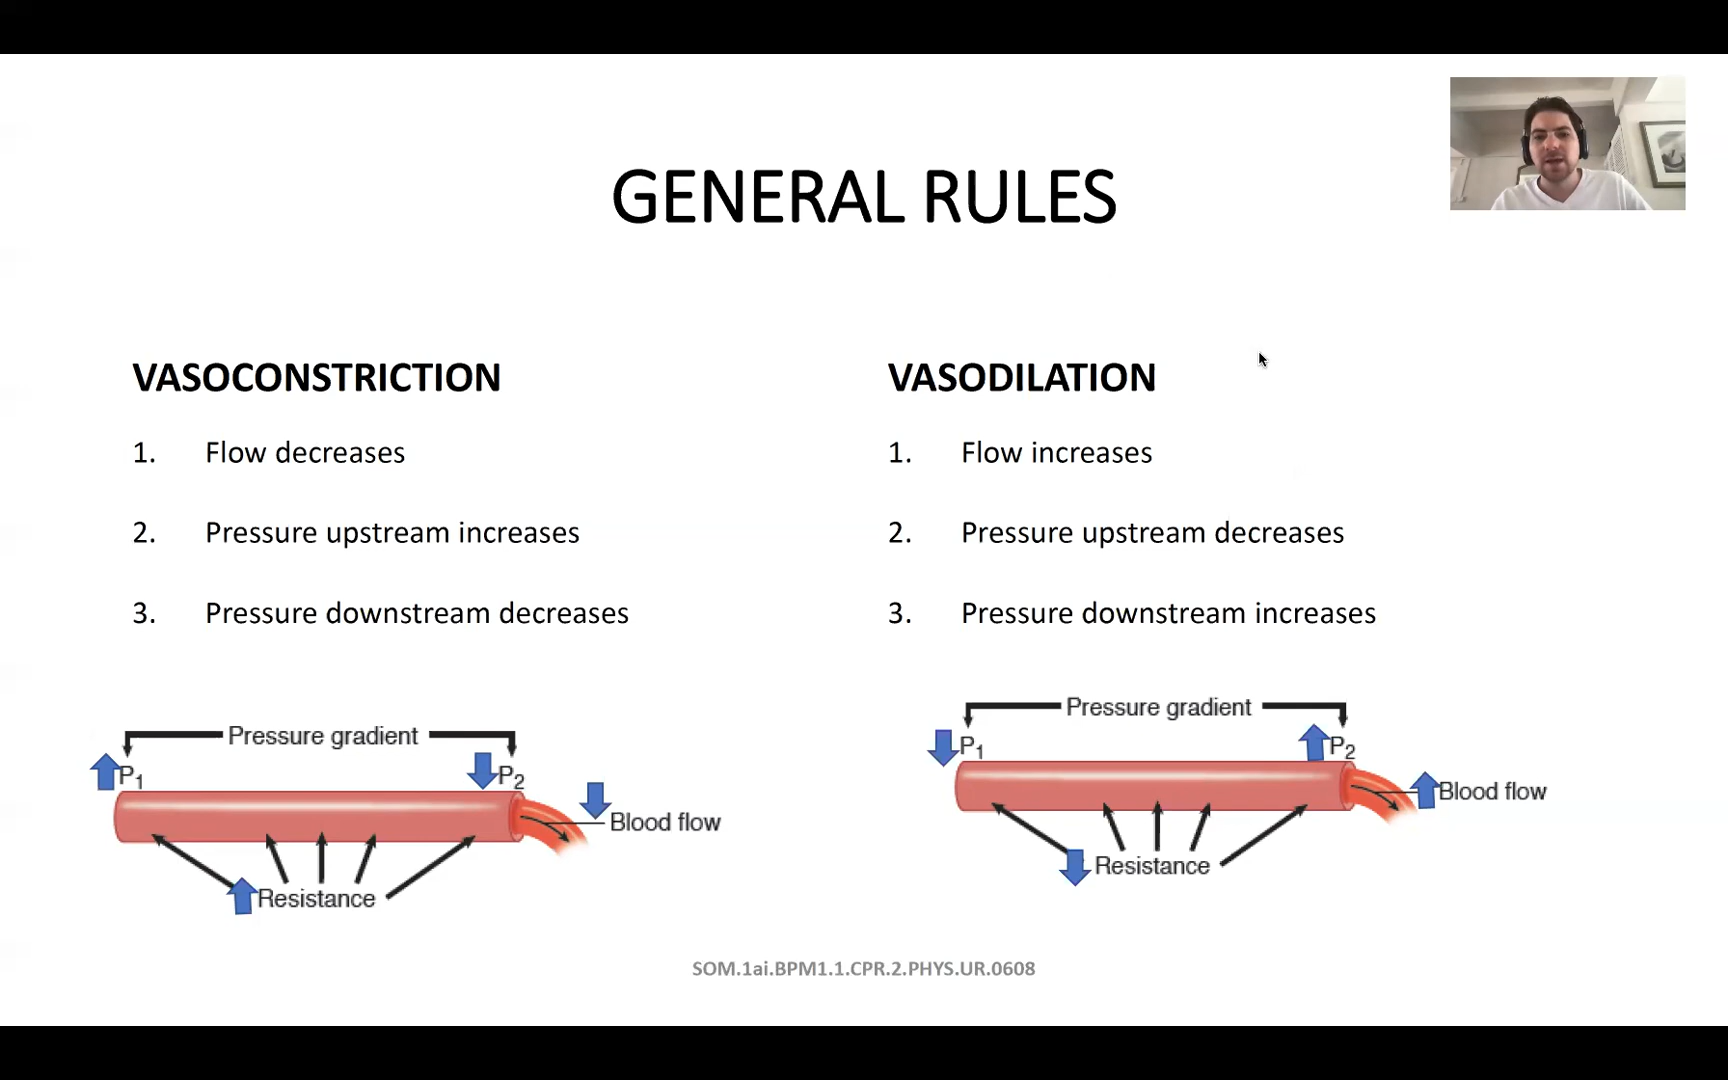 GENERAL RULES
VASOCONSTRICTION
1. Flow decreases
2. Pressure upstream increases
3. Pressure downstream decreases
Pressure gradient
P1
P2
Blood flow
Resistance
VASODILATION
1. Flow increases
2. Pressure upstream decreases
3. Pressure downstream increases
Pressure gradient
P1
P2
Blood flow
Resistance
SOM.1ai.BPM1.1.CPR.2.PHYS.UR.0608